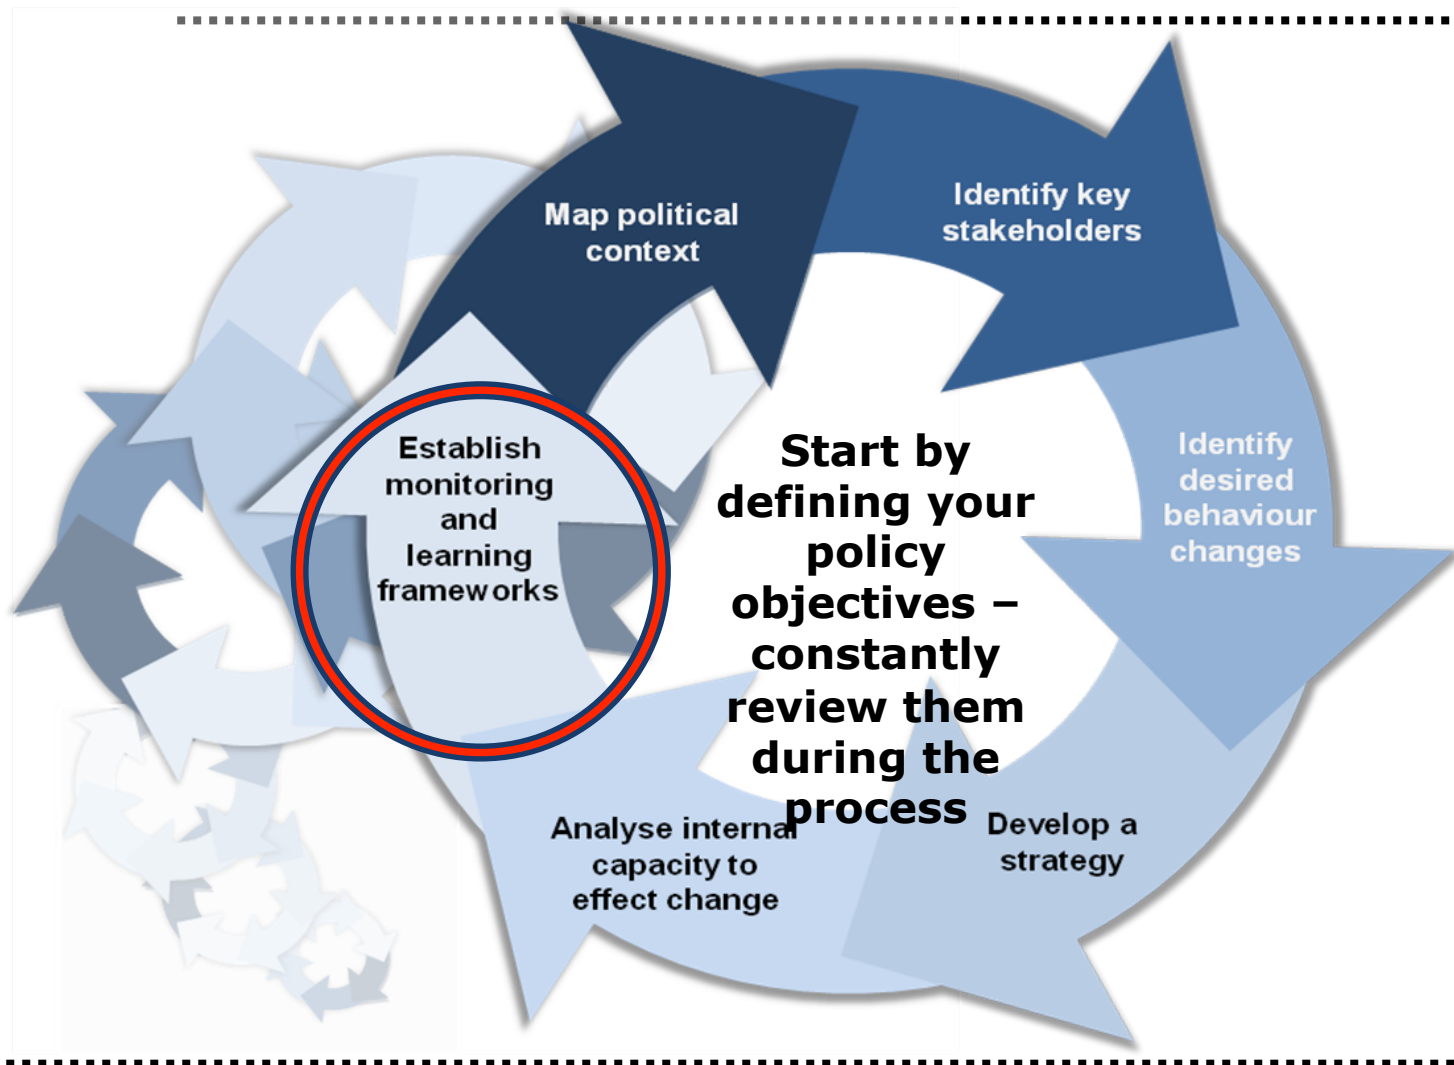 Map political
context
Identify key
stakeholders
Identify
desired
behaviour
changes
Develop a
strategy
Analyse internal
capacity to
effect change
Establish
monitoring
and
learning
frameworks
Start by
defining your
policy
objectives –
constantly
review them
during the
process